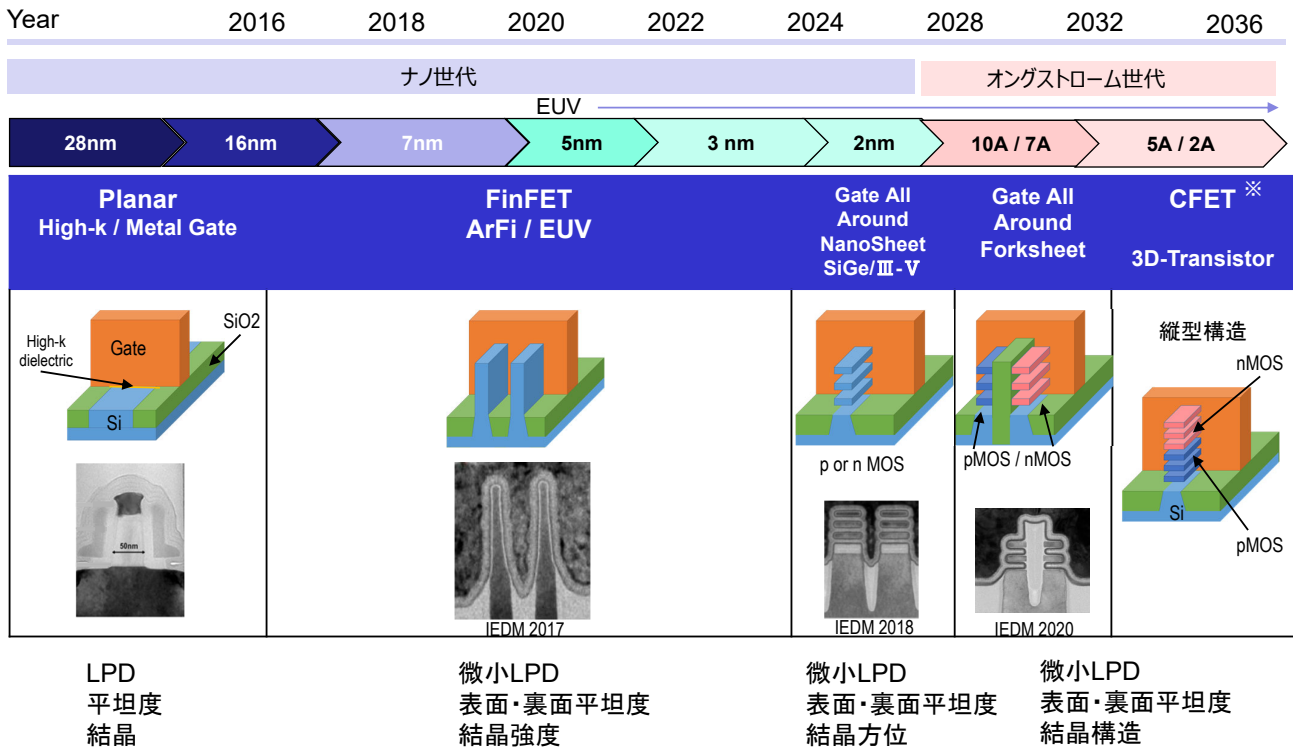 Year 2016 2018 2020 2022 2024 2028 2032 2036
ナノ世代
オングストローム世代
EUV
28nm 16nm 7nm 5nm 3 nm 2nm 10A / 7A 5A / 2A
Planar
High-k / Metal Gate
FinFET
ArFi / EUV
Gate All
Around
NanoSheet
SiGe/Ⅲ-Ⅴ
Gate All
Around
Forksheet
CFET ※
3D-Transistor
High-k
dielectric
Gate
SiO2
Si
50nm
IEDM 2017
p or n MOS
IEDM 2018
pMOS / nMOS
IEDM 2020
縦型構造
nMOS
Si
pMOS
LPD
平坦度
結晶
微小LPD
表面・裏面平坦度
結晶強度
微小LPD
表面・裏面平坦度
結晶方位
微小LPD
表面・裏面平坦度
結晶構造